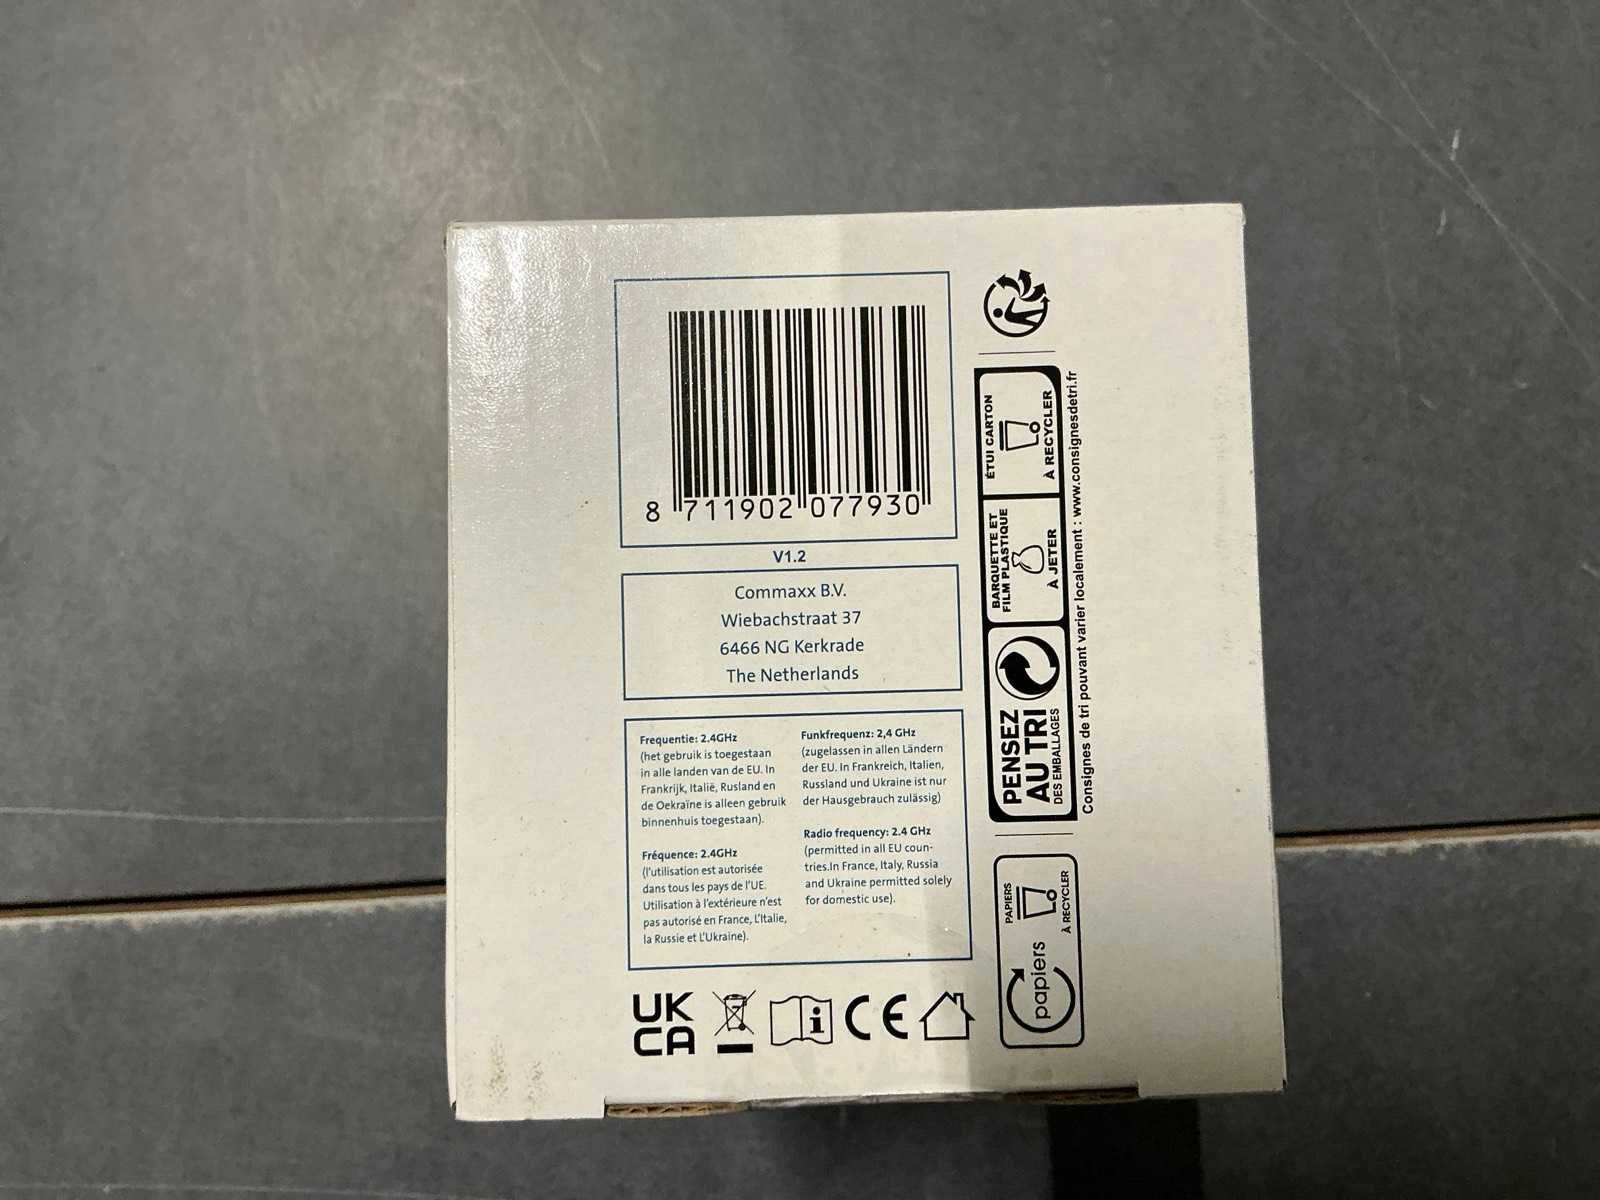 8 711902 077930
V1.2
Commaxx B.V.
Wiebachstraat 37
6466 NG Kerkrade
The Netherlands
Frequentie: 2.4GHz
(het gebruik is toegestaan
in alle landen van de EU. In
Frankrijk, Italië, Rusland en
de Oekraïne is alleen gebruik
binnenhuis toegestaan).
Fréquence: 2.4GHz
(l'utilisation est autorisée
dans tous les pays de l'UE.
Utilisation à l'extérieure n'est
pas autorisé en France, L'Italie,
la Russie et L'Ukraine).
Funkfrequenz: 2,4 GHz
(zugelassen in allen Ländern
der EU. In Frankreich, Italien,
Russland und Ukraine ist nur
der Hausgebrauch zulässig)
Radio frequency: 2.4 GHz
(permitted in all EU coun-
tries.In France, Italy, Russia
and Ukraine permitted solely
for domestic use).
UK
CA
i
CE
papiers
PAPIERS
À RECYCLER
PENSEZ
AU TRI
DES EMBALLAGES
BARQUETTE ET
FILM PLASTIQUE
À JETER
ÉTUI CARTON
À RECYCLER
Consignes de tri pouvant varier localement : www.consignesdetri.fr